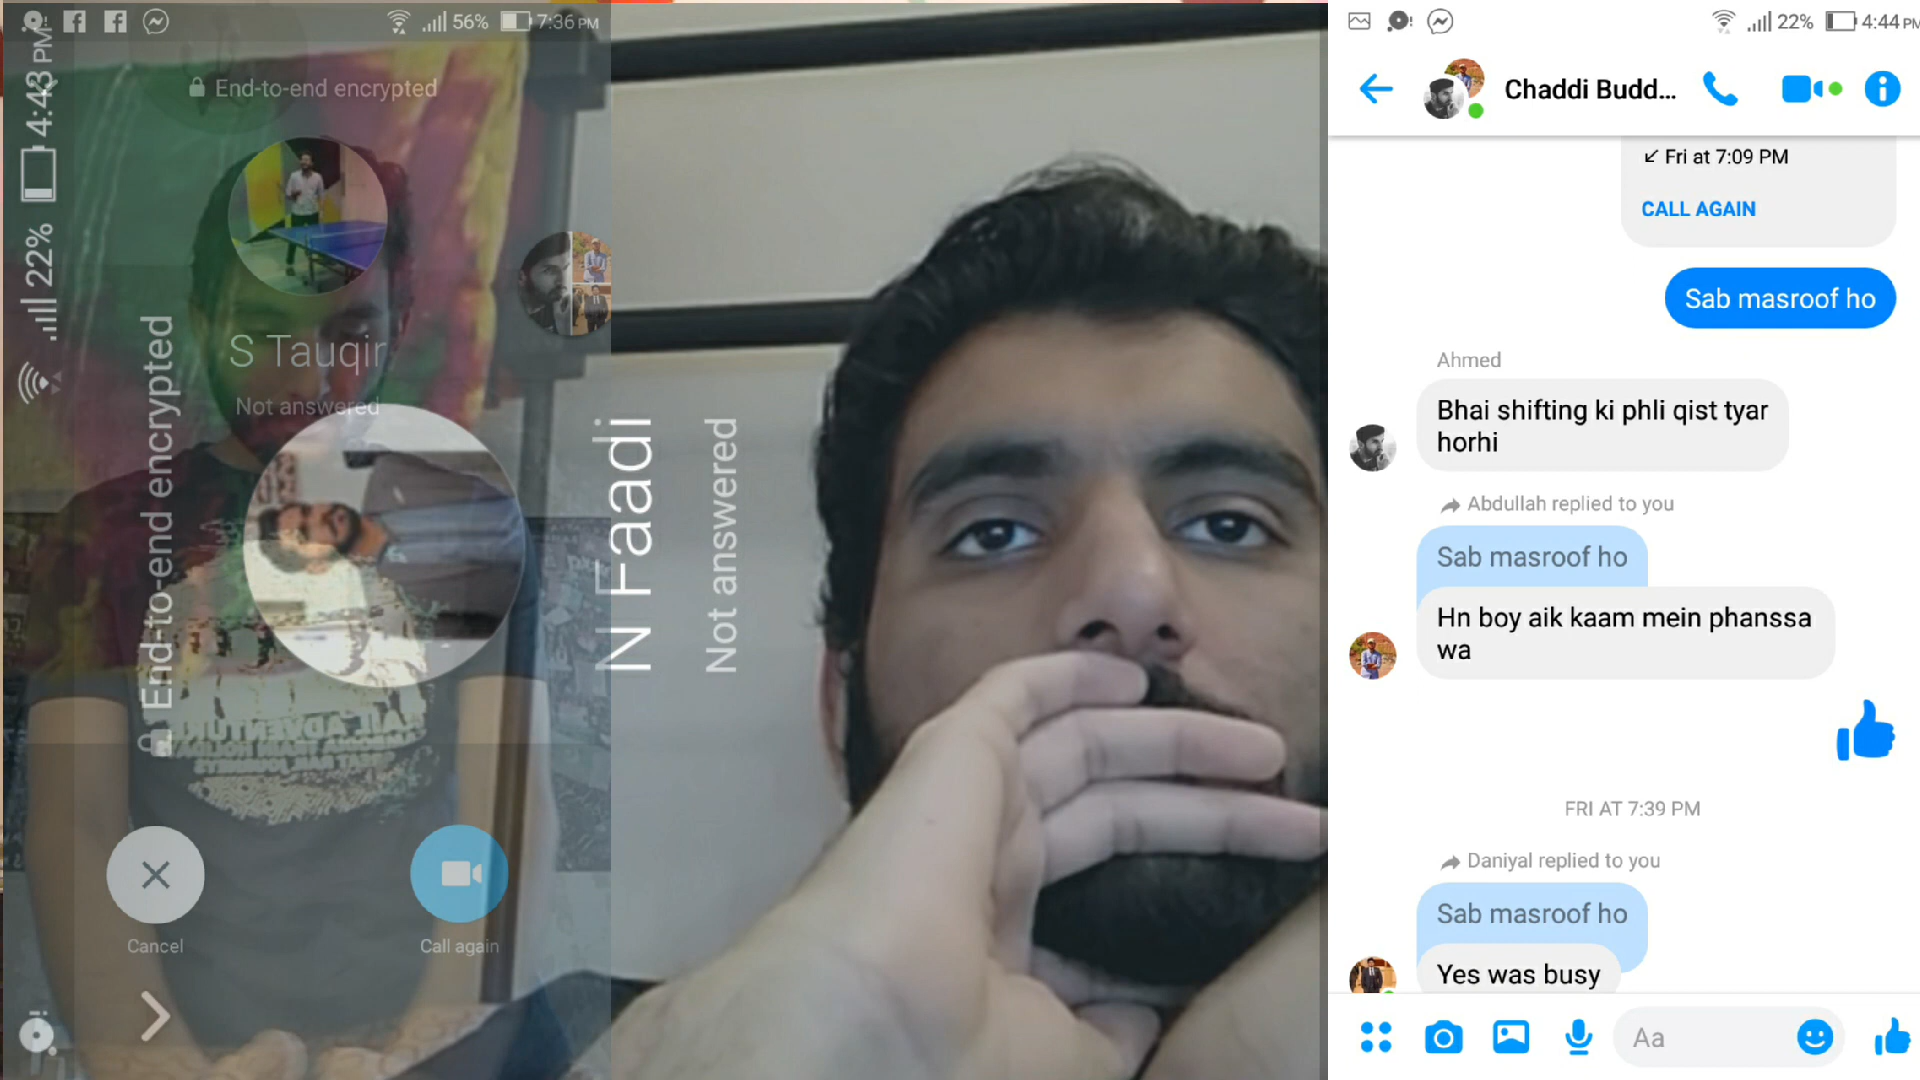 56% 7:36 PM
End-to-end encrypted
S Tauqir
Not answered
Cancel
Call again
22% 4:43 PM
End-to-end encrypted
N Faadi
Not answered
22% 4:44 PM
Chaddi Budd...
Fri at 7:09 PM
CALL AGAIN
Sab masroof ho
Ahmed
Bhai shifting ki phli qist tyar
horhi
Abdullah replied to you
Sab masroof ho
Hn boy aik kaam mein phanssa
wa
FRI AT 7:39 PM
Daniyal replied to you
Sab masroof ho
Yes was busy
Aa